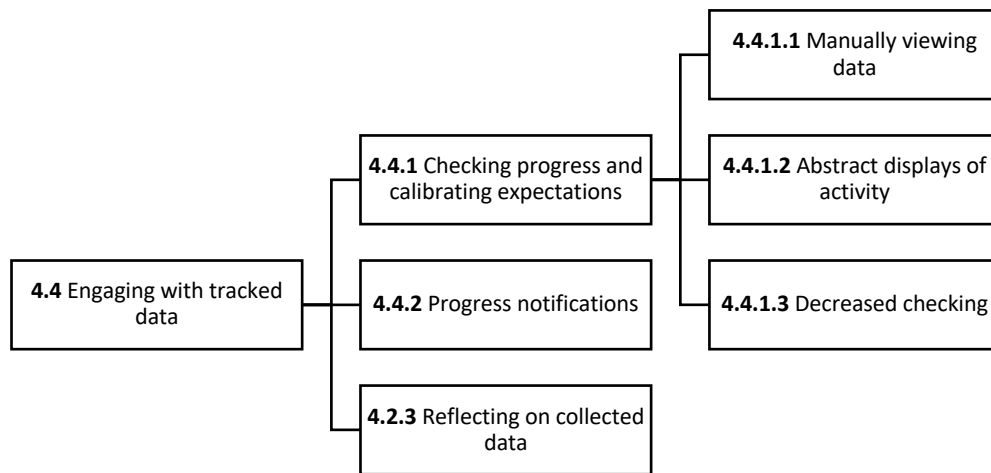 4.4.1.1 Manually viewing
data
4.4.1 Checking progress and
calibrating expectations
4.4.1.2 Abstract displays of
activity
4.4 Engaging with tracked
data
4.4.2 Progress notifications
4.4.1.3 Decreased checking
4.2.3 Reflecting on collected
data